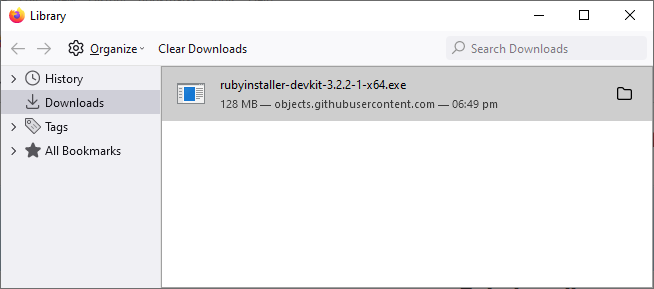 Library
Organize
Clear Downloads
Search Downloads
History
Downloads
Tags
All Bookmarks
rubyinstaller-devkit-3.2.2-1-x64.exe
128 MB — objects.githubusercontent.com — 06:49 pm